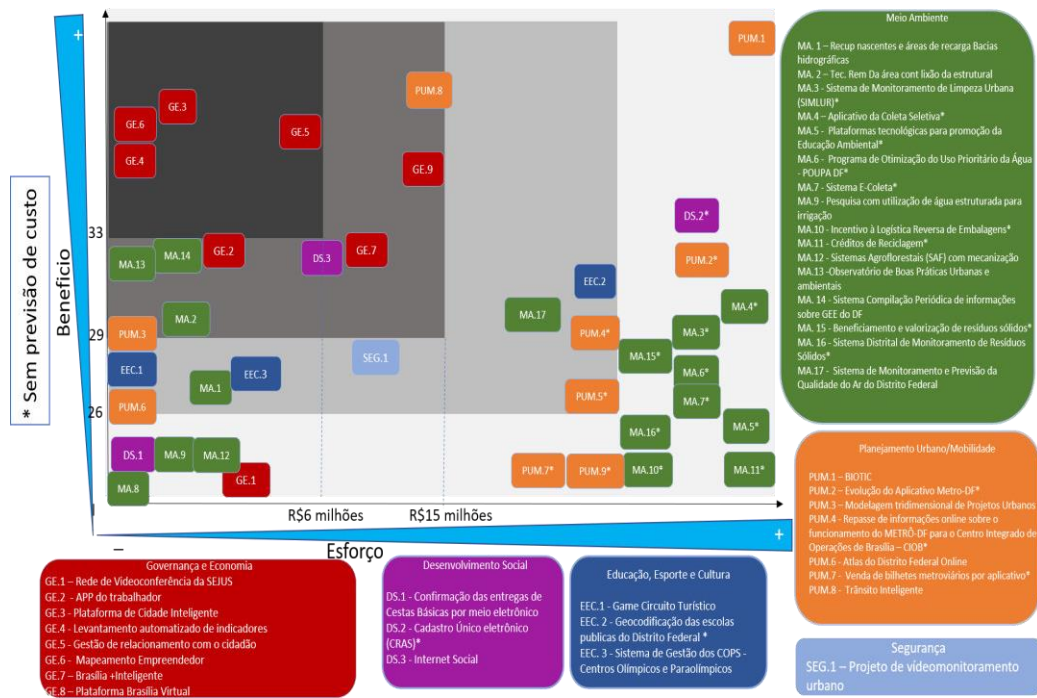 +
* Sem previsão de custo
Benefício
33
29
26
PUM.1
PUM.8
GE.3
GE.6
GE.5
GE.4
GE.9
DS.2*
GE.2
MA.14
DS.3
GE.7
MA.13
PUM.2*
EEC.2
MA.4*
MA.17
MA.2
PUM.3
PUM.4*
MA.3*
SEG.1
MA.15*
EEC.1
EEC.3
MA.6*
MA.1
PUM.5*
MA.7*
PUM.6
MA.5*
MA.16*
DS.1
MA.9
MA.12
GE.1
PUM.7*
PUM.9*
MA.10*
MA.11*
MA.8
R$6 milhões
R$15 milhões
–
Esforço
+
Meio Ambiente
MA. 1 – Recup nascentes e áreas de recarga Bacias
hidrográficas
MA. 2 – Tec. Rem Da área cont lixão da estrutural
MA.3 - Sistema de Monitoramento de Limpeza Urbana
(SIMLUR)*
MA.4 – Aplicativo da Coleta Seletiva*
MA.5 - Plataformas tecnológicas para promoção da
Educação Ambiental*
MA.6 - Programa de Otimização do Uso Prioritário da Água
- POUPA DF*
MA.7 - Sistema E-Coleta*
MA.9 - Pesquisa com utilização de água estruturada para
irrigação
MA.10 - Incentivo à Logística Reversa de Embalagens*
MA.11 - Créditos de Reciclagem*
MA.12 - Sistemas Agroflorestais (SAF) com mecanização
MA.13 -Observatório de Boas Práticas Urbanas e
ambientais
MA. 14 - Sistema Compilação Periódica de informações
sobre GEE do DF
MA. 15 - Beneficiamento e valorização de resíduos sólidos*
MA. 16 - Sistema Distrital de Monitoramento de Resíduos
Sólidos*
MA.17 - Sistema de Monitoramento e Previsão da
Qualidade do Ar do Distrito Federal
Planejamento Urbano/Mobilidade
PUM.1 – BIOTIC
PUM.2 – Evolução do Aplicativo Metro-DF*
PUM.3 – Modelagem tridimensional de Projetos Urbanos
PUM.4 - Repasse de informações online sobre o
funcionamento do METRÔ-DF para o Centro Integrado de
Operações de Brasília – CIOB*
PUM.6 - Atlas do Distrito Federal Online
PUM.7 - Venda de bilhetes metroviários por aplicativo*
PUM.8 - Trânsito Inteligente
Governança e Economia
GE.1 – Rede de Vídeoconferência da SEJUS
GE.2 - APP do trabalhador
GE.3 - Plataforma de Cidade Inteligente
GE.4 – Levantamento automatizado de indicadores
GE.5 - Gestão de relacionamento com o cidadão
GE.6 - Mapeamento Empreendedor
GE.7 – Brasília +Inteligente
GE.8 – Plataforma Brasília Virtual
Desenvolvimento Social
DS.1 - Confirmação das entregas de
Cestas Básicas por meio eletrônico
DS.2 - Cadastro Único eletrônico
(CRAS)*
DS.3 - Internet Social
Educação, Esporte e Cultura
EEC.1 - Game Circuito Turístico
EEC. 2 - Geocodificação das escolas
publicas do Distrito Federal *
EEC. 3 - Sistema de Gestão dos COPS -
Centros Olímpicos e Paraolímpicos
Segurança
SEG.1 – Projeto de vídeomonitoramento
urbano